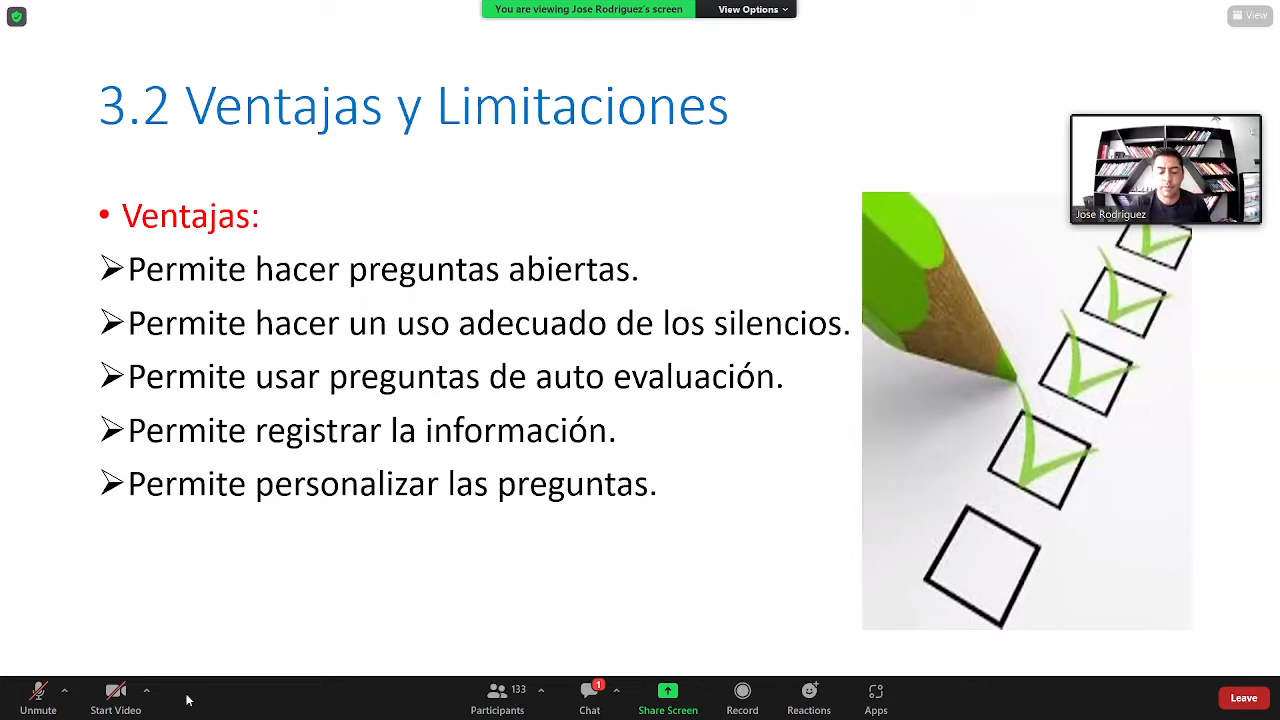 You are viewing Jose Rodriguez's screen
View Options
View
3.2 Ventajas y Limitaciones
• Ventajas:
➢Permite hacer preguntas abiertas.
➢Permite hacer un uso adecuado de los silencios.
➢Permite usar preguntas de auto evaluación.
➢Permite registrar la información.
➢Permite personalizar las preguntas.
Jose Rodriguez
Unmute
Start Video
133
Participants
1
Chat
Share Screen
Record
Reactions
Apps
Leave